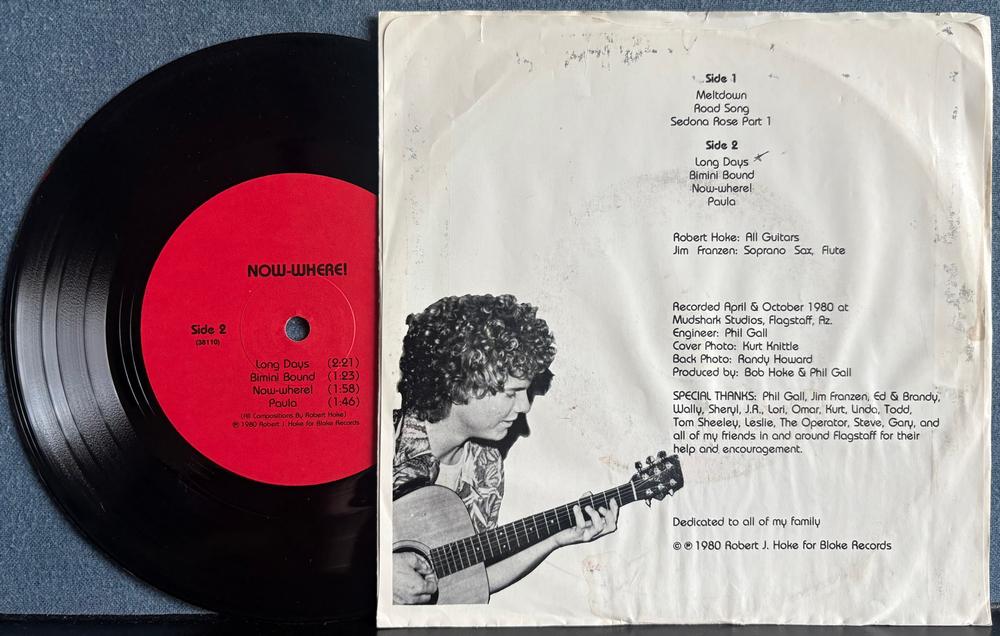 NOW-WHERE!
Side 2
(38110)
Long Days (2:21)
Bimini Bound (1:23)
Now-where! (1:58)
Paula (1:46)
(All Compositions By Robert Hoke)
℗ 1980 Robert J. Hoke for Bloke Records
Side 1
Meltdown
Road Song
Sedona Rose Part 1
Side 2
Long Days
Bimini Bound
Now-where!
Paula
Robert Hoke: All Guitars
Jim Franzen: Soprano Sax, Flute
Recorded April & October 1980 at
Mudshark Studios, Flagstaff, Az.
Engineer: Phil Gall
Cover Photo: Kurt Knittle
Back Photo: Randy Howard
Produced by: Bob Hoke & Phil Gall
SPECIAL THANKS: Phil Gall, Jim Franzen, Ed & Brandy,
Wally, Sheryl, J.R., Lori, Omar, Kurt, Linda, Todd,
Tom Sheeley, Leslie, The Operator, Steve, Gary, and
all of my friends in and around Flagstaff for their
help and encouragement.
Dedicated to all of my family
© ℗ 1980 Robert J. Hoke for Bloke Records